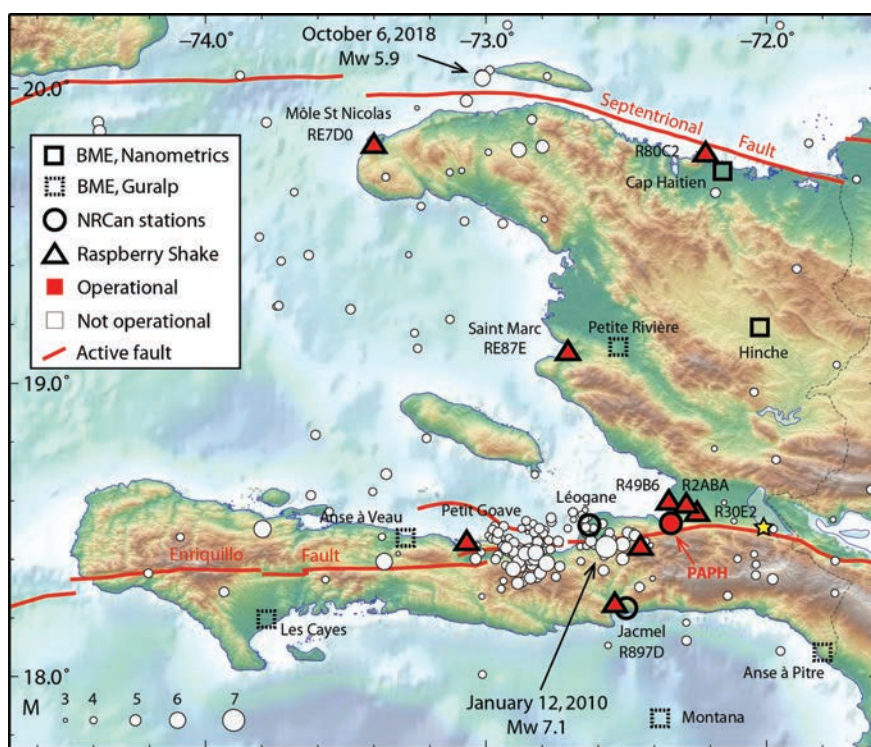 −74.0
−73.0
−72.0
October 6, 2018
Mw 5.9
20.0
Môle St Nicolas
RE7D0
Septentrional
Fault
R80C2
Cap Haitien
BME, Nanometrics
BME, Guralp
NRCan stations
Raspberry Shake
Operational
Not operational
Active fault
Saint Marc
RE87E
Petite Rivière
Hinche
19.0
R49B6
R2ABA
R30E2
Léogane
Petit Goave
Anse à Veau
Enriquillo
Fault
PAPH
Les Cayes
Jacmel
R897D
Anse à Pitre
18.0°
January 12, 2010
Mw 7.1
Montana
M
3
4
5
6
7